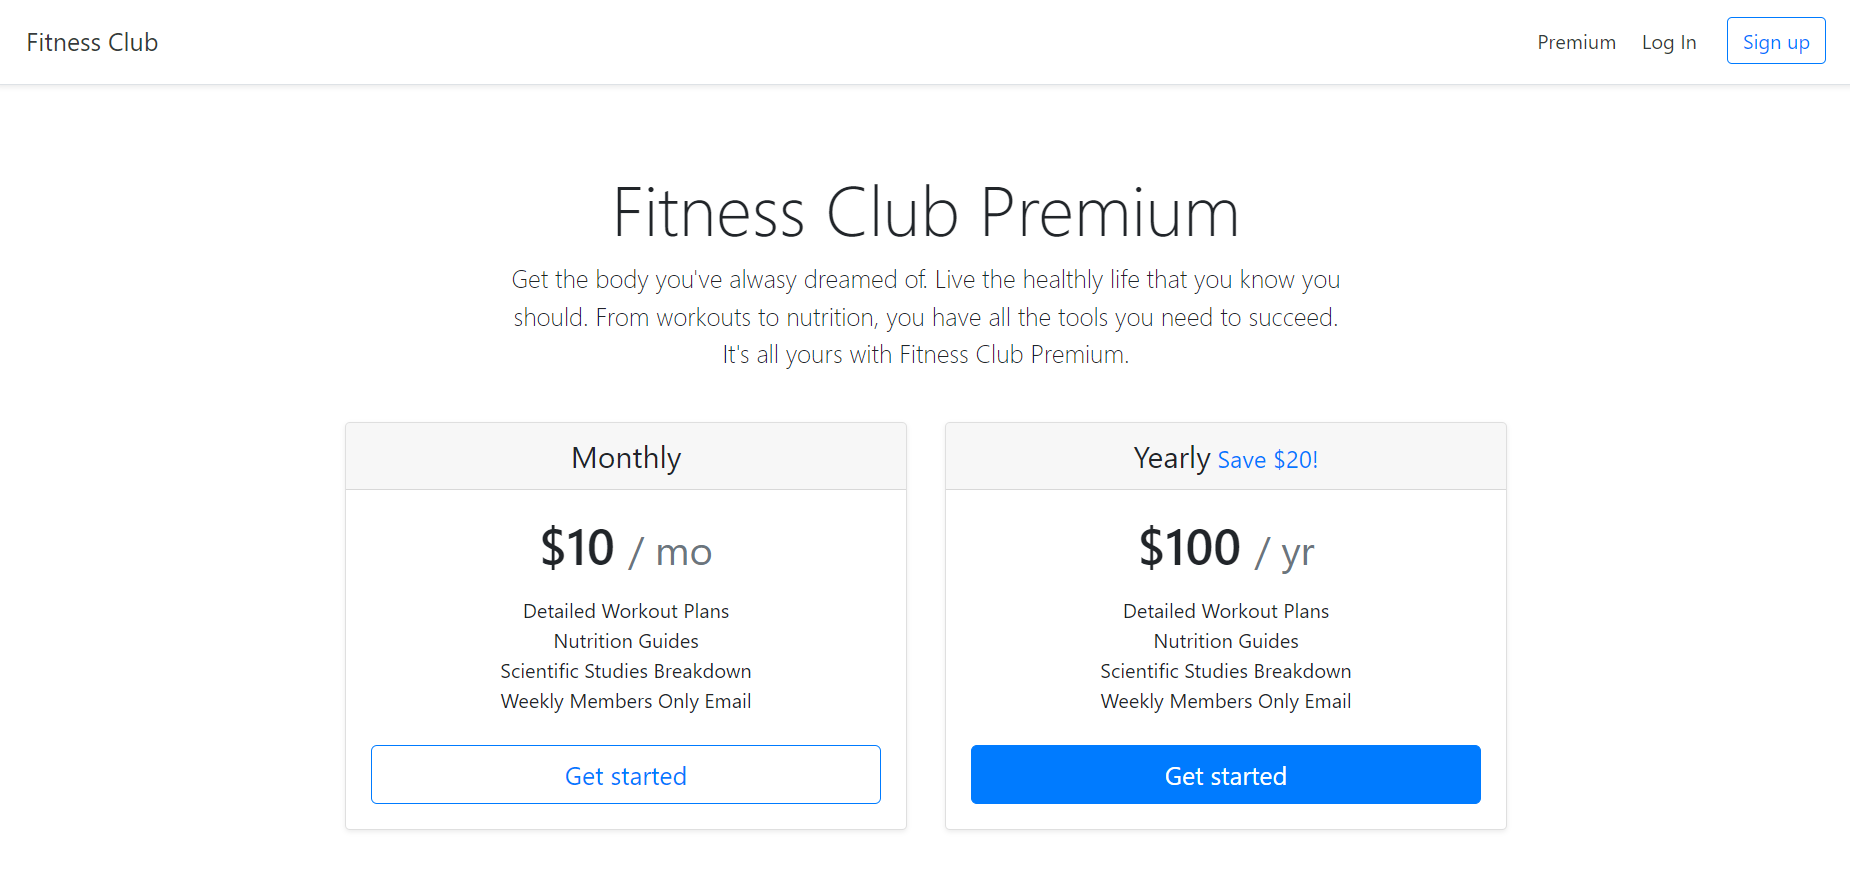 Fitness Club
Premium
Log In
Sign up
Fitness Club Premium
Get the body you've alwasy dreamed of. Live the healthly life that you know you
should. From workouts to nutrition, you have all the tools you need to succeed.
It's all yours with Fitness Club Premium.
Monthly
$10 / mo
Detailed Workout Plans
Nutrition Guides
Scientific Studies Breakdown
Weekly Members Only Email
Get started
Yearly Save $20!
$100 / yr
Detailed Workout Plans
Nutrition Guides
Scientific Studies Breakdown
Weekly Members Only Email
Get started